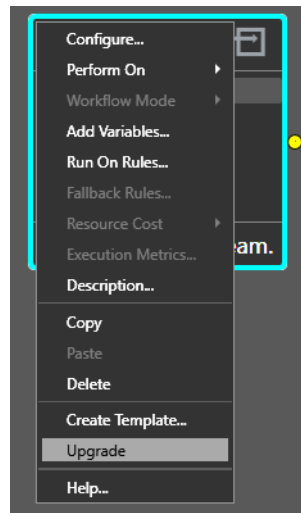 Configure...
Perform On
Workflow Mode
Add Variables...
Run On Rules...
Fallback Rules...
Resource Cost
Execution Metrics...
eam.
Description...
Copy
Paste
Delete
Create Template...
Upgrade
Help...